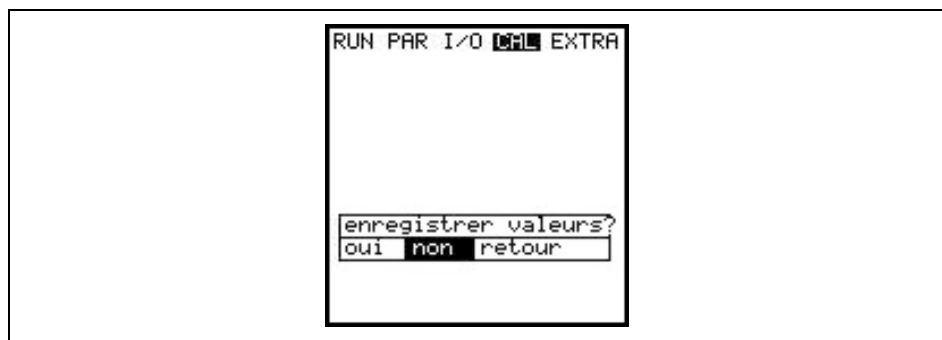 RUN PAR I/O CAL EXTRA
enregistrer valeurs?
oui non retour